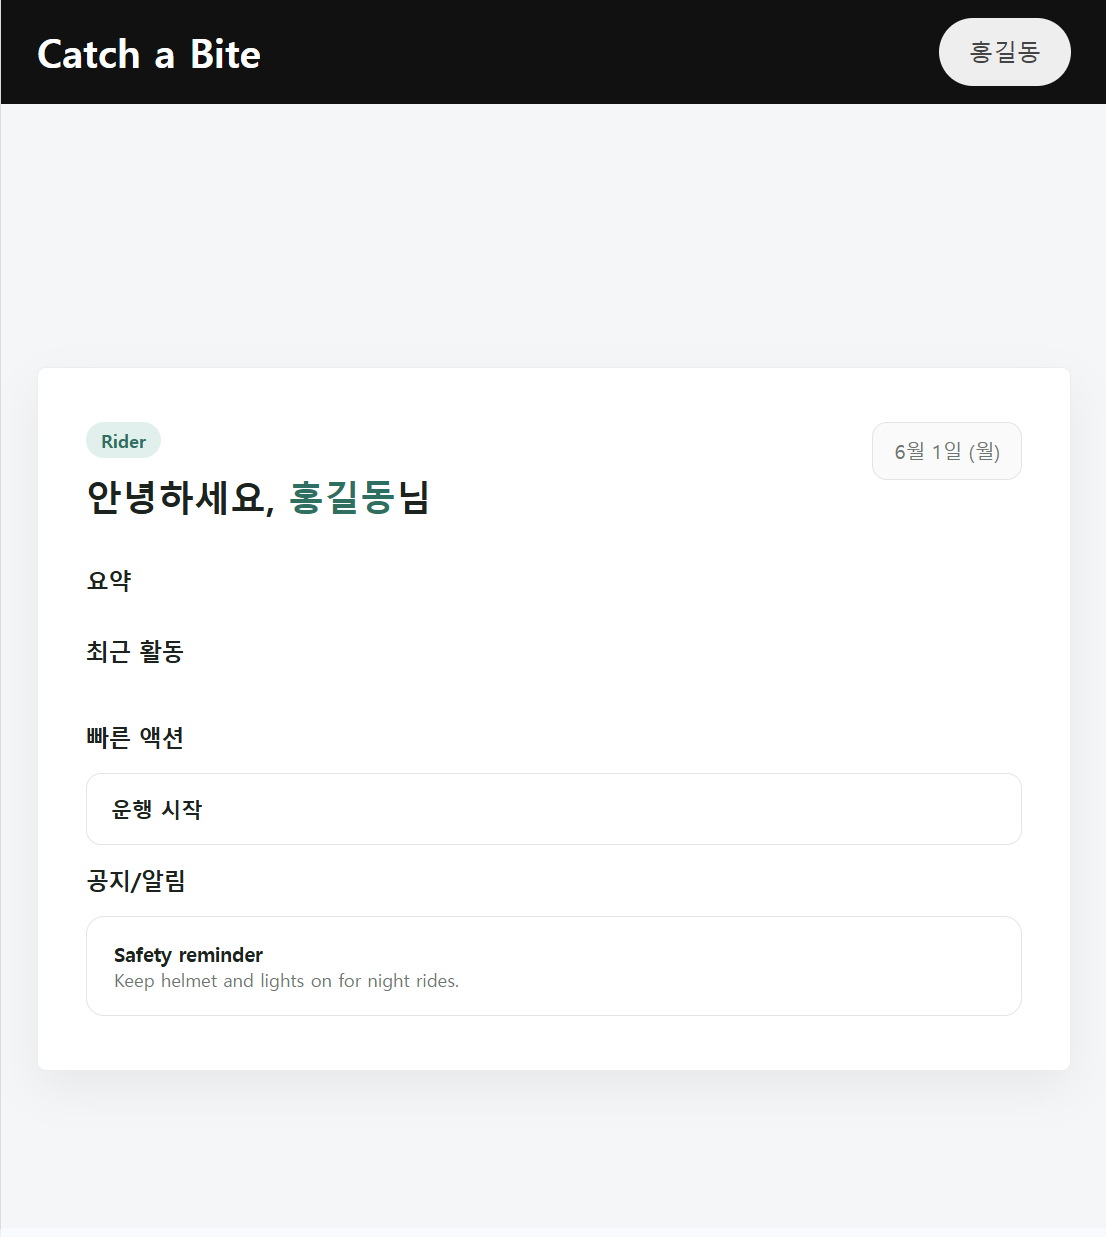 Catch a Bite
홍길동
Rider
6월 1일 (월)
안녕하세요, 홍길동님
요약
최근 활동
빠른 액션
운행 시작
공지/알림
Safety reminder
Keep helmet and lights on for night rides.